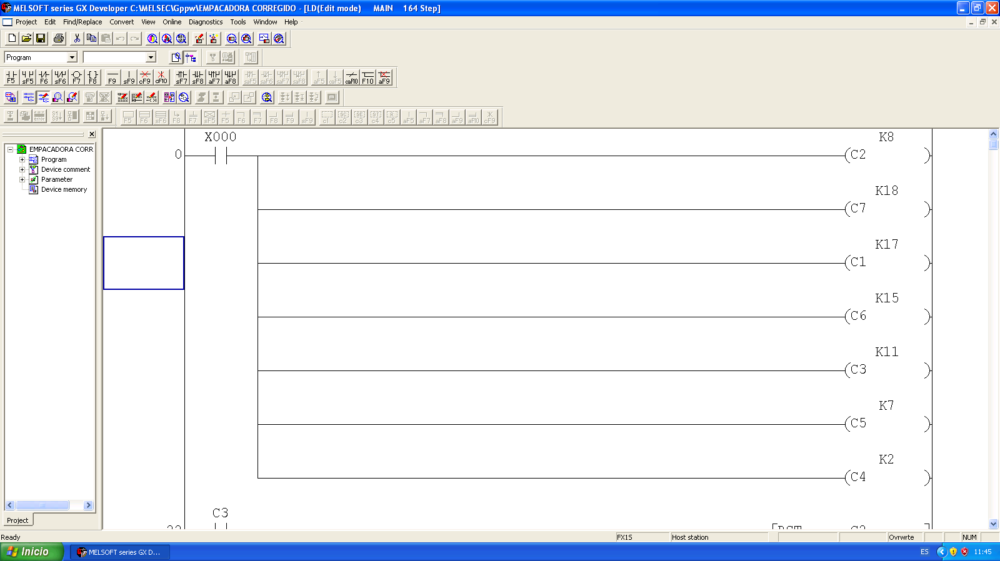 MELSOFT series GX Developer C:\MELSEC\Gppw\EMPACADORA CORREGIDO - [LD(Edit mode)     MAIN     164 Step]
Project Edit Find/Replace Convert View Online Diagnostics Tools Window Help
Program
F5 sF5 F6 sF6 F7 F8 F9 sF9 cF9 cF10 sF7 sF8 aF7 aF8 saF5 saF6 saF7 saF8 aF5 caF5 caF10 F10 aF9
F5 F6 sF6 F8 F7 sF5 F5 F6 F7 F8 F9 sF9 c1 c2 c3 c4 c5 aF5 aF7 aF8 aF9 aF10 cF9
EMPACADORA CORR
Program
Device comment
Parameter
Device memory
Project
X000 K8
0 (C2 )
K18
(C7 )
K17
(C1 )
K15
(C6 )
K11
(C3 )
K7
(C5 )
K2
(C4 )
C3
Ready FX1S Host station Ovrwrte NUM
Inicio MELSOFT series GX D... ES 11:45